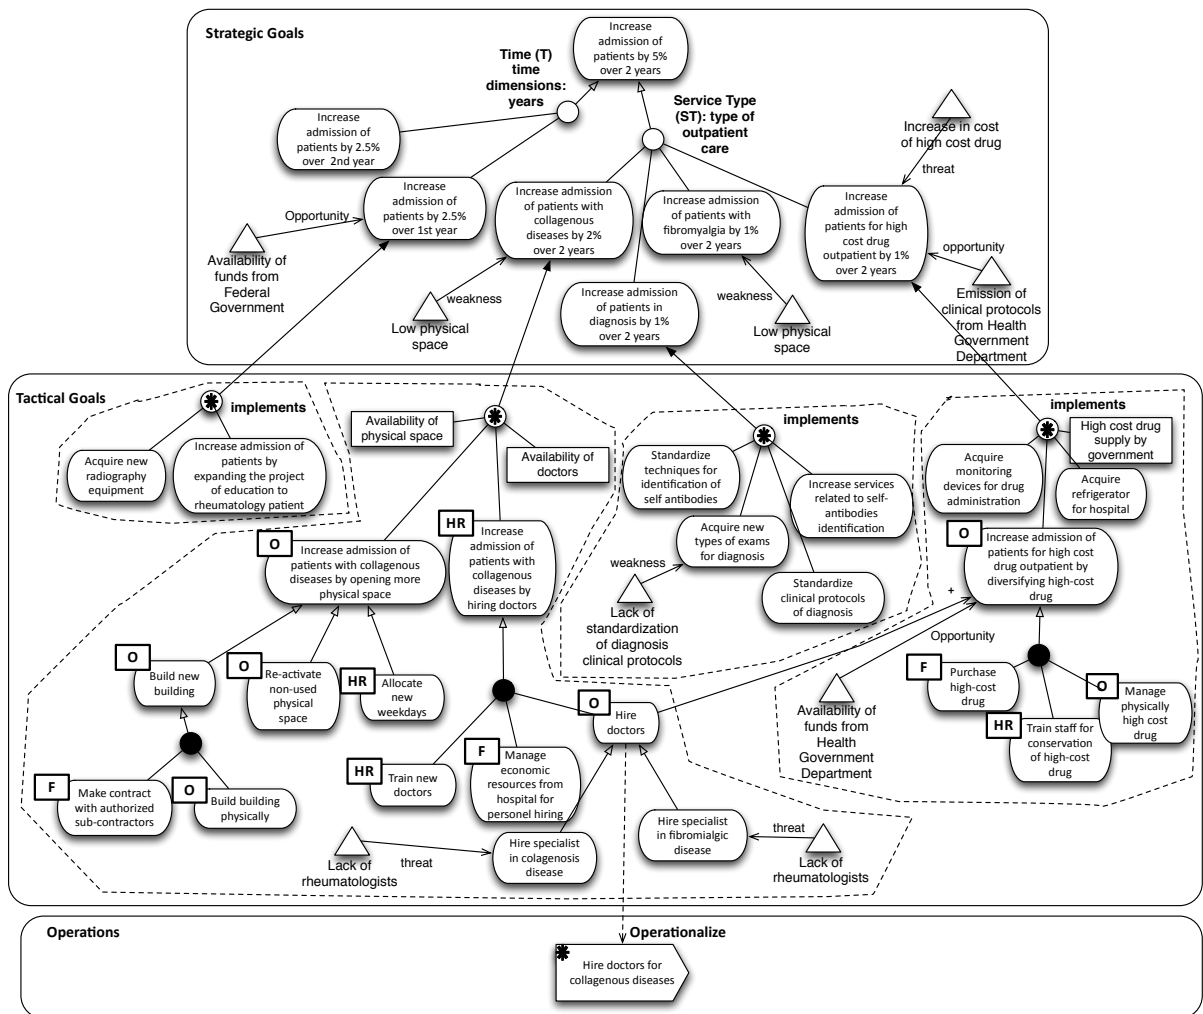 Strategic Goals
Increase
admission of
patients by 5%
over 2 years
Time (T)
time
dimensions:
years
Service Type
(ST): type of
outpatient
care
Increase
admission of
patients by 2.5%
over  2nd year
Increase in cost
of high cost drug
threat
Increase
admission of
patients by 2.5%
over 1st year
Opportunity
Availability of
funds from
Federal
Government
Increase admission
of patients with
collagenous
diseases by 2%
over 2 years
Increase admission
of patients with
fibromyalgia by 1%
over 2 years
Increase
admission of
patients for high
cost drug
outpatient by 1%
over 2 years
opportunity
Emission of
clinical protocols
from Health
Government
Department
weakness
Low physical
space
Increase admission
of patients in
diagnosis by 1%
over 2 years
weakness
Low physical
space
Tactical Goals
implements
Acquire new
radiography
equipment
Increase admission of
patients by
expanding the project
of education to
rheumatology patient
Availability of
physical space
Availability of
doctors
implements
Standardize
techniques for
identification of
self antibodies
Increase services
related to self-
antibodies
identification
Acquire new
types of exams
for diagnosis
weakness
Lack of
standardization
of diagnosis
clinical protocols
Standardize
clinical protocols
of diagnosis
implements
High cost drug
supply by
government
Acquire
monitoring
devices for drug
administration
Acquire
refrigerator
for hospital
O
Increase admission of
patients with collagenous
diseases by opening more
physical space
HR
Increase
admission of
patients with
collagenous
diseases by
hiring doctors
O
Increase admission of
patients for high cost
drug outpatient by
diversifying high-cost
drug
+
Opportunity
Availability of
funds from
Health
Government
Department
O
Build new
building
O
Re-activate
non-used
physical
space
HR
Allocate
new
weekdays
O
Hire
doctors
F
Purchase
high-cost
drug
HR
Train staff for
conservation
of high-cost
drug
O
Manage
physically
high cost
drug
F
Make contract
with authorized
sub-contractors
O
Build building
physically
HR
Train new
doctors
F
Manage
economic
resources from
hospital for
personel hiring
Lack of
rheumatologists
threat
Hire specialist
in colagenosis
disease
Hire specialist
in fibromialgic
disease
threat
Lack of
rheumatologists
Operations
Operationalize
Hire doctors for
collagenous diseases